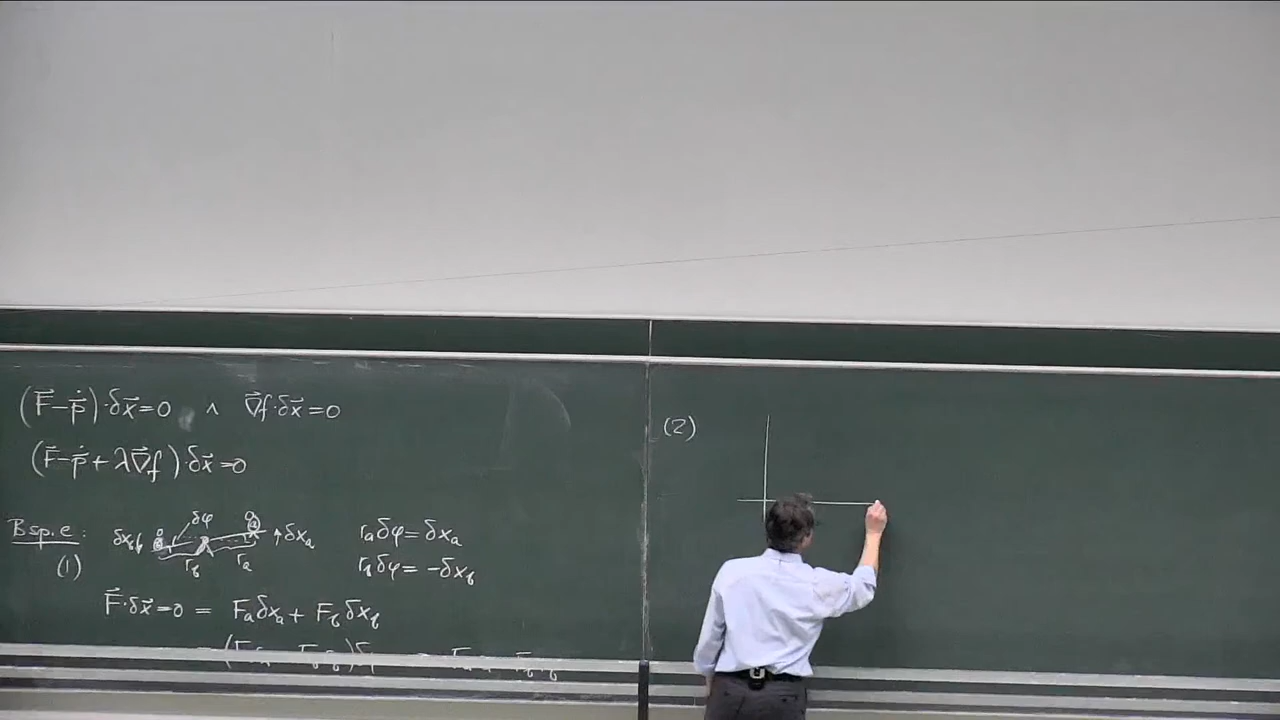 (F⃗−ṗ⃗)·δx⃗=0 ∧ ∇⃗f·δx⃗=0
(F⃗−ṗ⃗+λ∇⃗f)·δx⃗=0
Bsp.e:
(1)
δx_b δφ δx_a
r_b r_a
r_aδφ=δx_a
r_bδφ=−δx_b
F⃗·δx⃗=0 = F_aδx_a+F_bδx_b
(2)